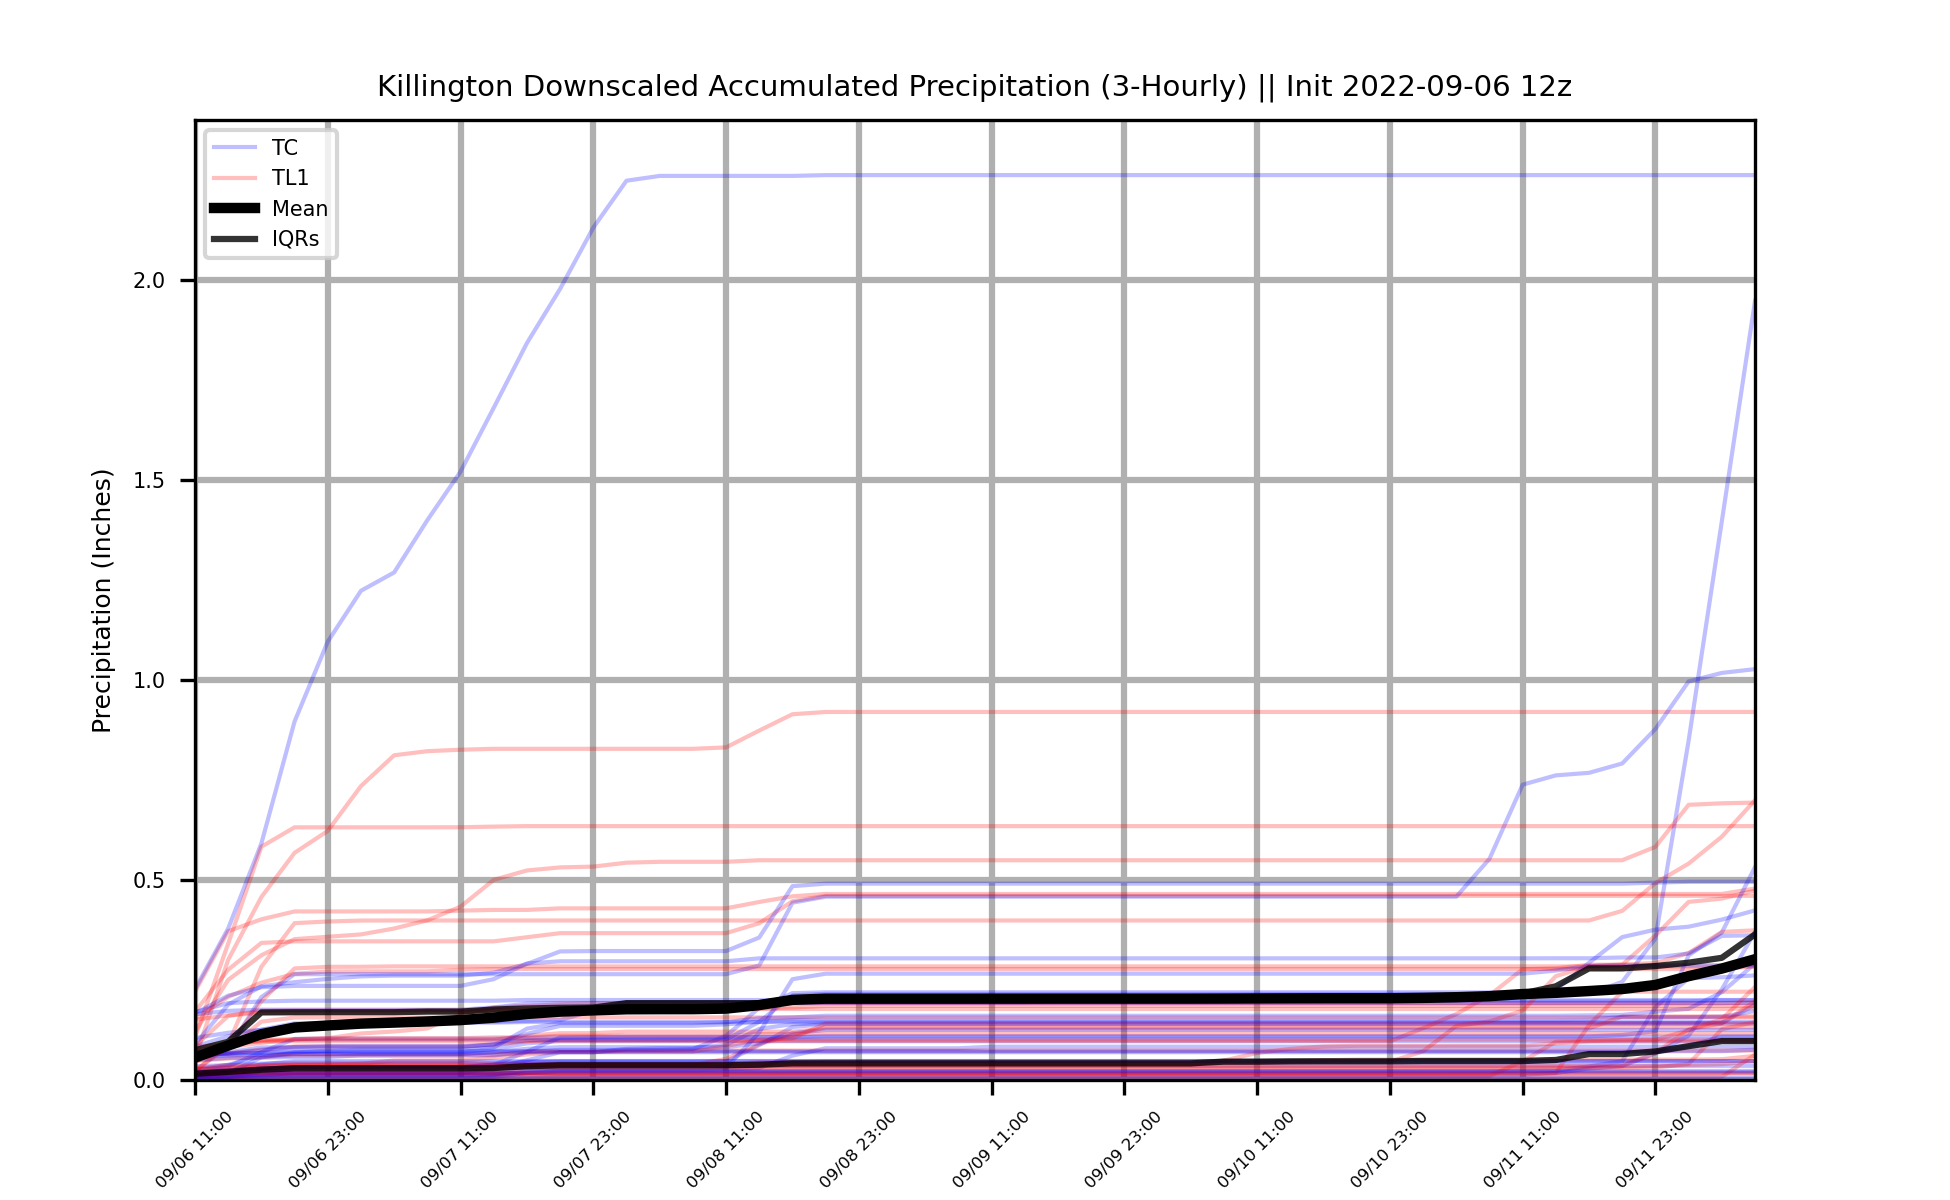 Killington Downscaled Accumulated Precipitation (3-Hourly) || Init 2022-09-06 12z
TC
TL1
Mean
IQRs
Precipitation (Inches)
2.0
1.5
1.0
0.5
0.0
09/06 11:00
09/06 23:00
09/07 11:00
09/07 23:00
09/08 11:00
09/08 23:00
09/09 11:00
09/09 23:00
09/10 11:00
09/10 23:00
09/11 11:00
09/11 23:00